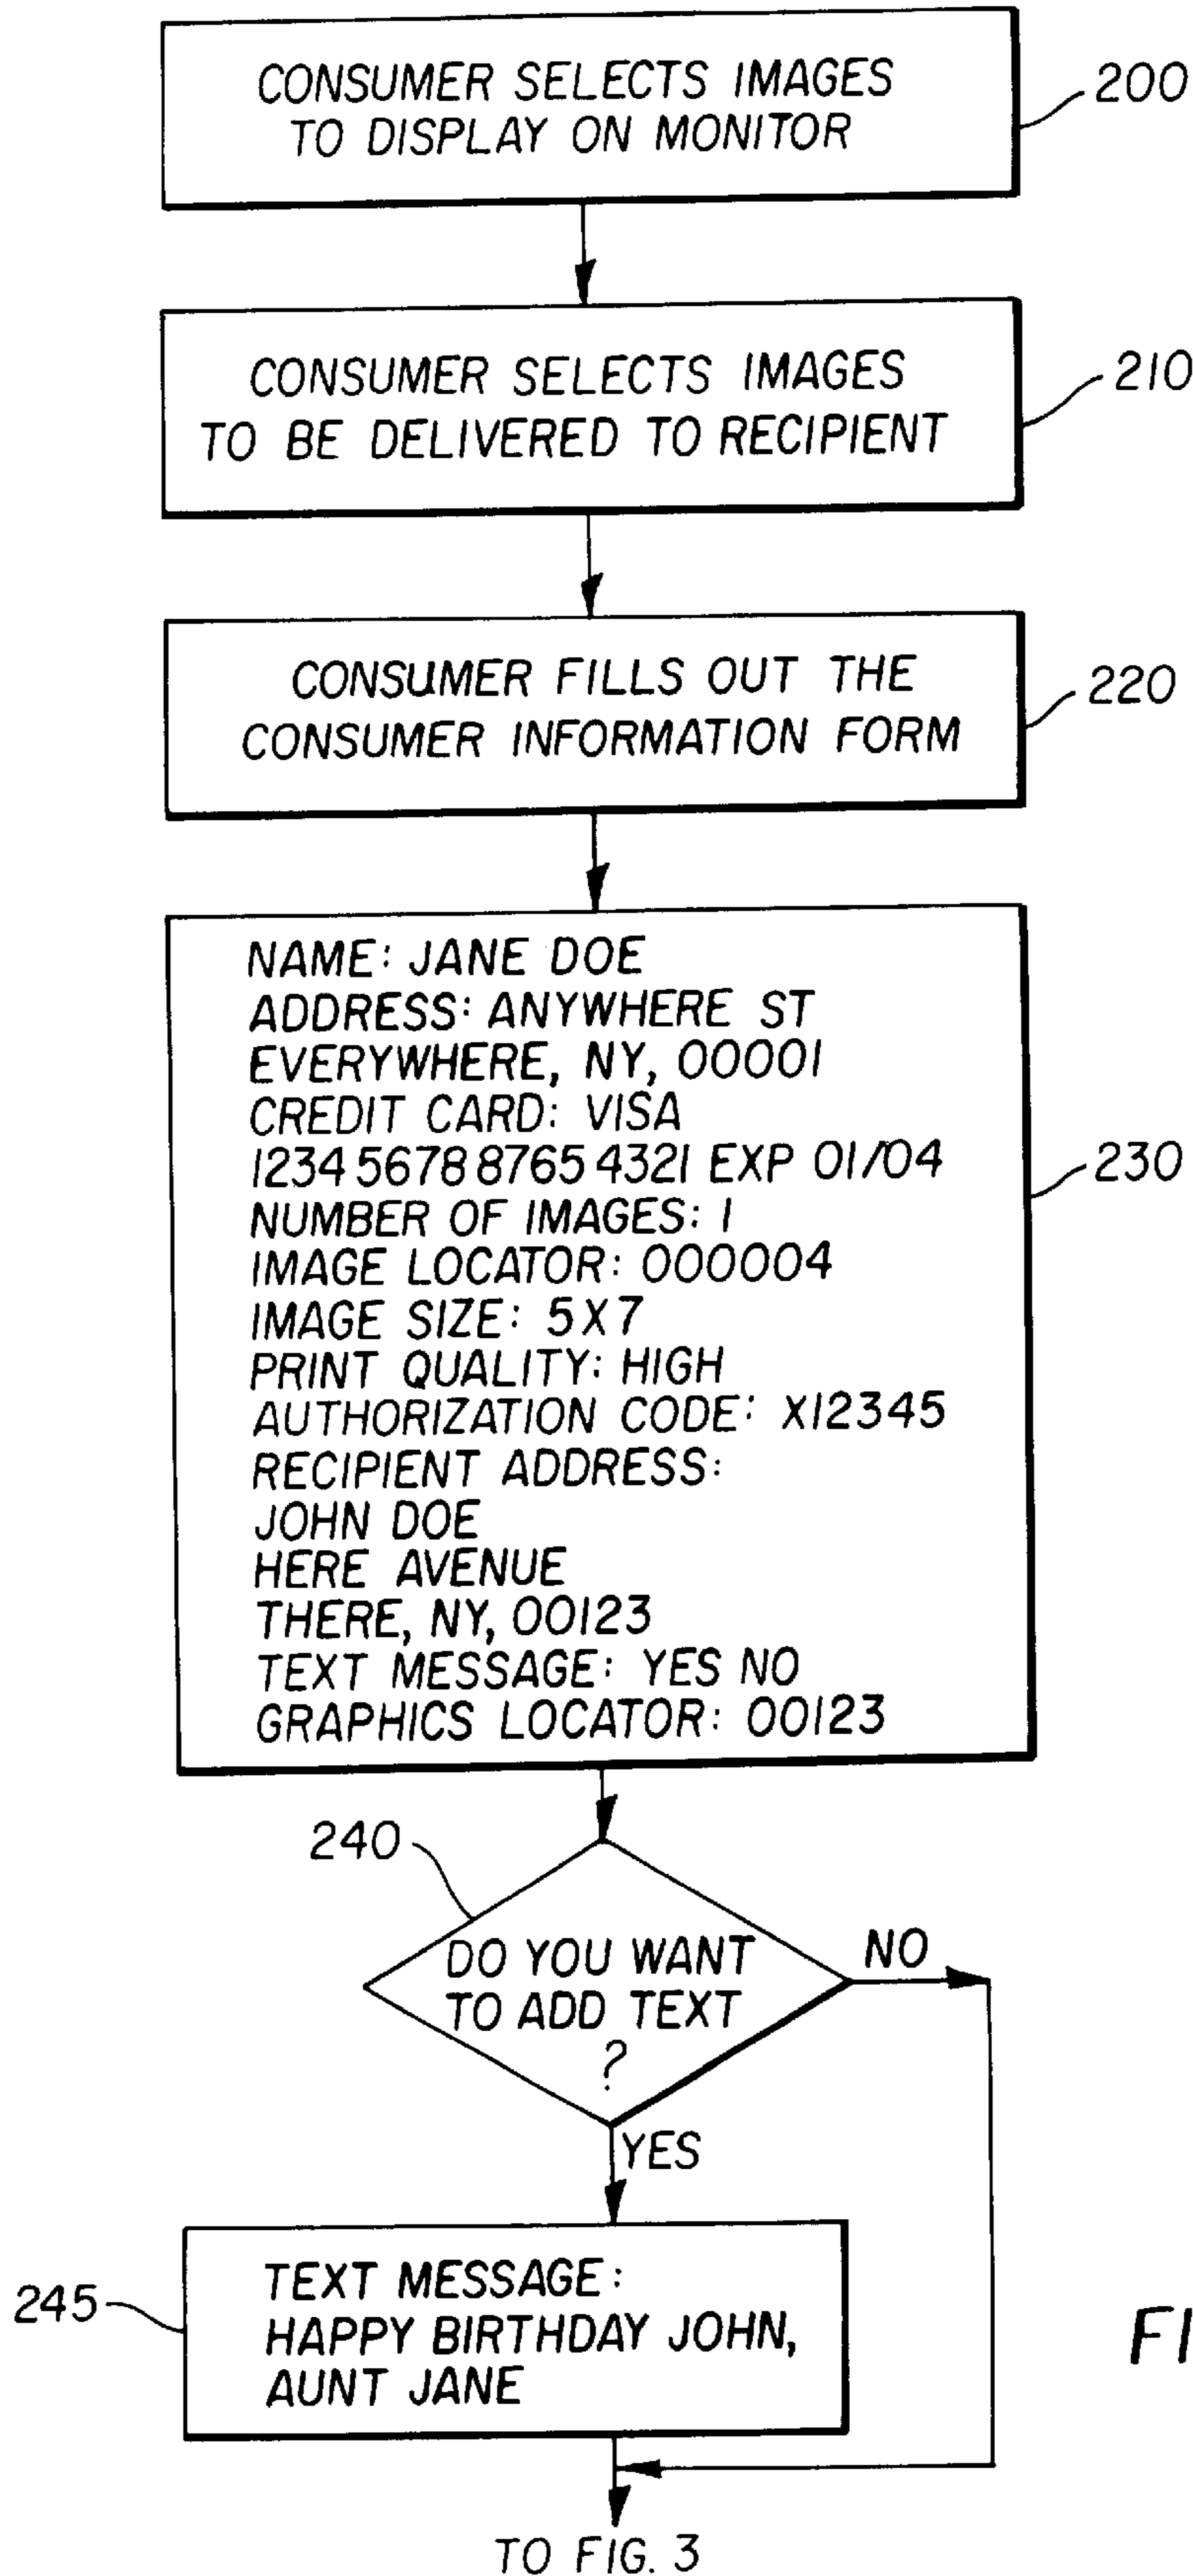 CONSUMER SELECTS IMAGES
TO DISPLAY ON MONITOR
200
CONSUMER SELECTS IMAGES
TO BE DELIVERED TO RECIPIENT
210
CONSUMER FILLS OUT THE
CONSUMER INFORMATION FORM
220
NAME: JANE DOE
ADDRESS: ANYWHERE ST
EVERYWHERE, NY, 00001
CREDIT CARD: VISA
1234 5678 8765 4321 EXP 01/04
NUMBER OF IMAGES: 1
IMAGE LOCATOR: 000004
IMAGE SIZE: 5X7
PRINT QUALITY: HIGH
AUTHORIZATION CODE: X12345
RECIPIENT ADDRESS:
JOHN DOE
HERE AVENUE
THERE, NY, 00123
TEXT MESSAGE: YES NO
GRAPHICS LOCATOR: 00123
230
240
DO YOU WANT
TO ADD TEXT
?
NO
YES
TEXT MESSAGE:
HAPPY BIRTHDAY JOHN,
AUNT JANE
245
FI
TO FIG. 3